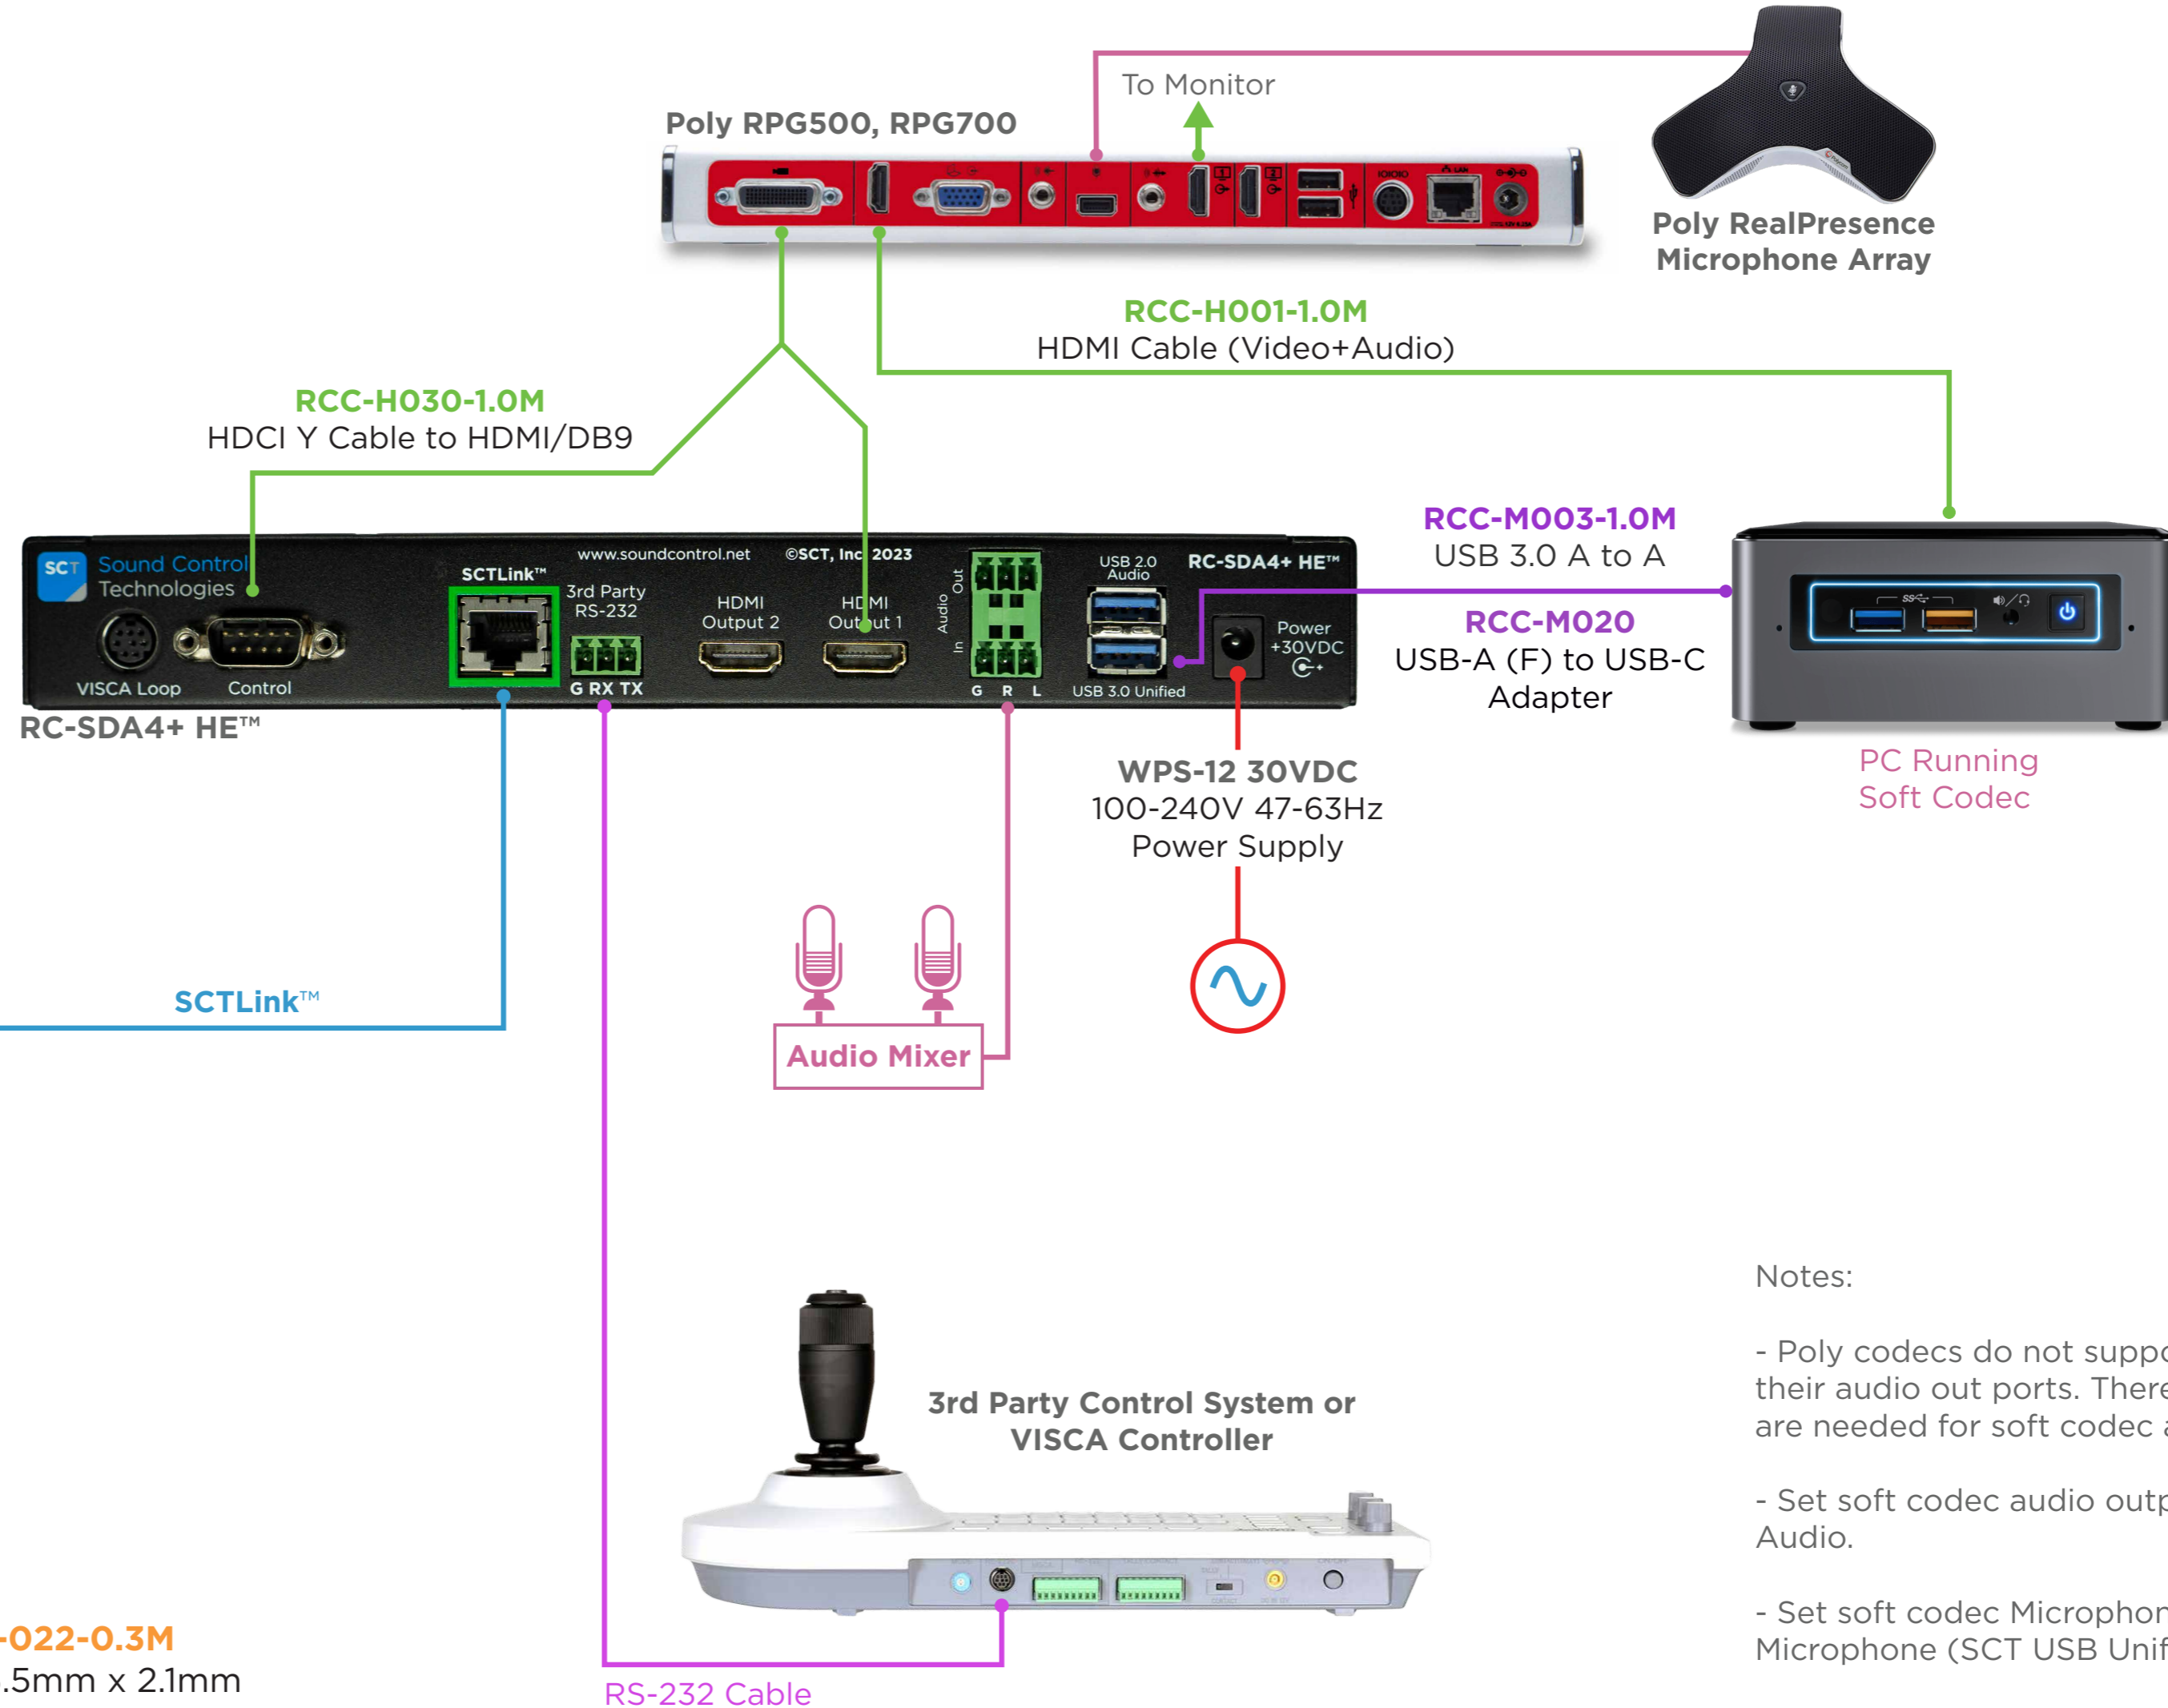 To Monitor
Poly RPG500, RPG700
LAN
Poly RealPresence
Microphone Array
RCC-H001-1.0M
HDMI Cable (Video+Audio)
RCC-H030-1.0M
HDCI Y Cable to HDMI/DB9
SCT
Sound Control
Technologies
VISCA Loop
Control
SCTLink™
www.soundcontrol.net
©SCT, Inc. 2023
3rd Party
RS-232
G RX TX
HDMI
Output 2
HDMI
Output 1
Audio
Out
In
G R L
USB 2.0
Audio
USB 3.0 Unified
RC-SDA4+ HE™
Power
+30VDC
RC-SDA4+ HE™
RCC-M003-1.0M
USB 3.0 A to A
RCC-M020
USB-A (F) to USB-C
Adapter
PC Running
Soft Codec
WPS-12 30VDC
100-240V 47-63Hz
Power Supply
SCTLink™
Audio Mixer
3rd Party Control System or
VISCA Controller
RS-232 Cable
-022-0.3M
.5mm x 2.1mm
Notes:
- Poly codecs do not suppo
their audio out ports. There
are needed for soft codec a
- Set soft codec audio outp
Audio.
- Set soft codec Microphon
Microphone (SCT USB Unif